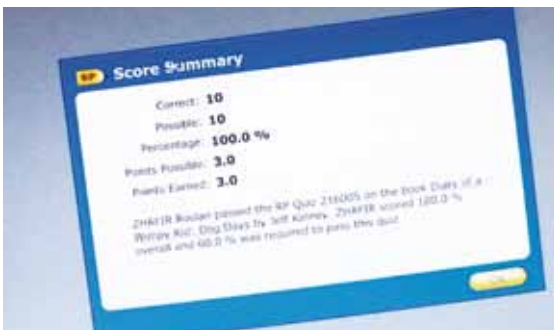 RP Score Summary
Correct: 10
Possible: 10
Percentage: 100.0 %
Points Possible: 3.0
Points Earned: 3.0
ZHAFIR Roslan passed the RP Quiz 216005 on the book Diary of a
Wimpy Kid: Dog Days by Jeff Kinney. ZHAFIR scored 100.0 %
overall and 60.0 % was required to pass this quiz.